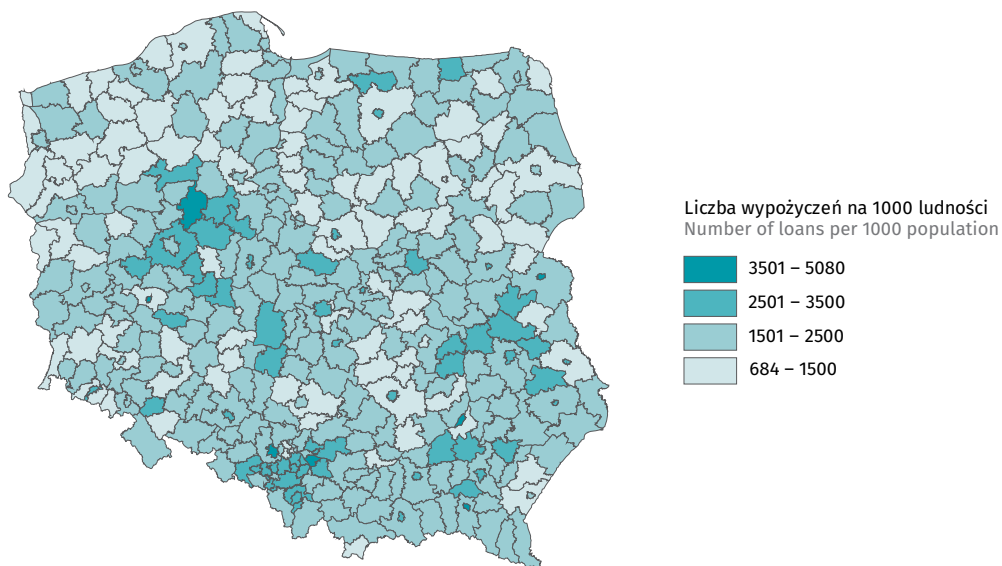 Liczba wypożyczeń na 1000 ludności
Number of loans per 1000 population
3501 – 5080
2501 – 3500
1501 – 2500
684 – 1500